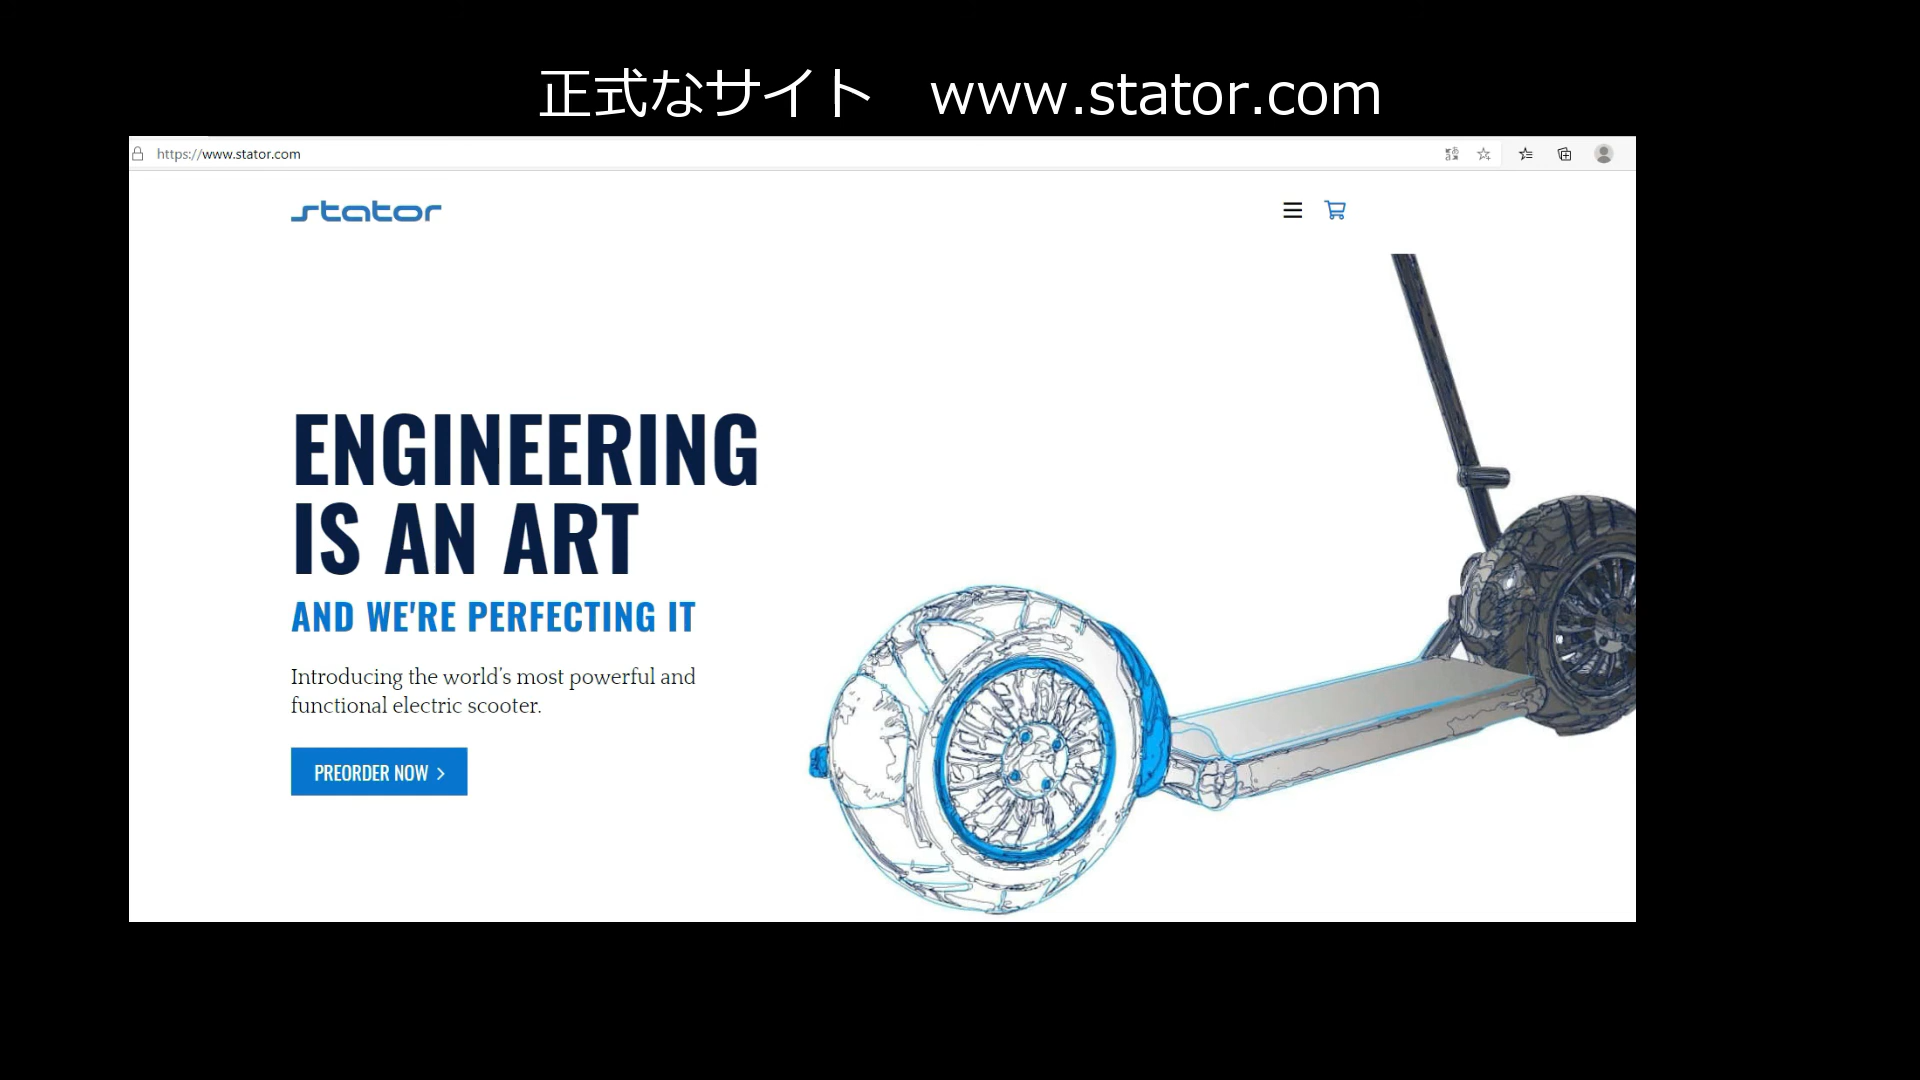 正式なサイト　www.stator.com
https://www.stator.com
stator
ENGINEERING
IS AN ART
AND WE'RE PERFECTING IT
Introducing the world's most powerful and
functional electric scooter.
PREORDER NOW >